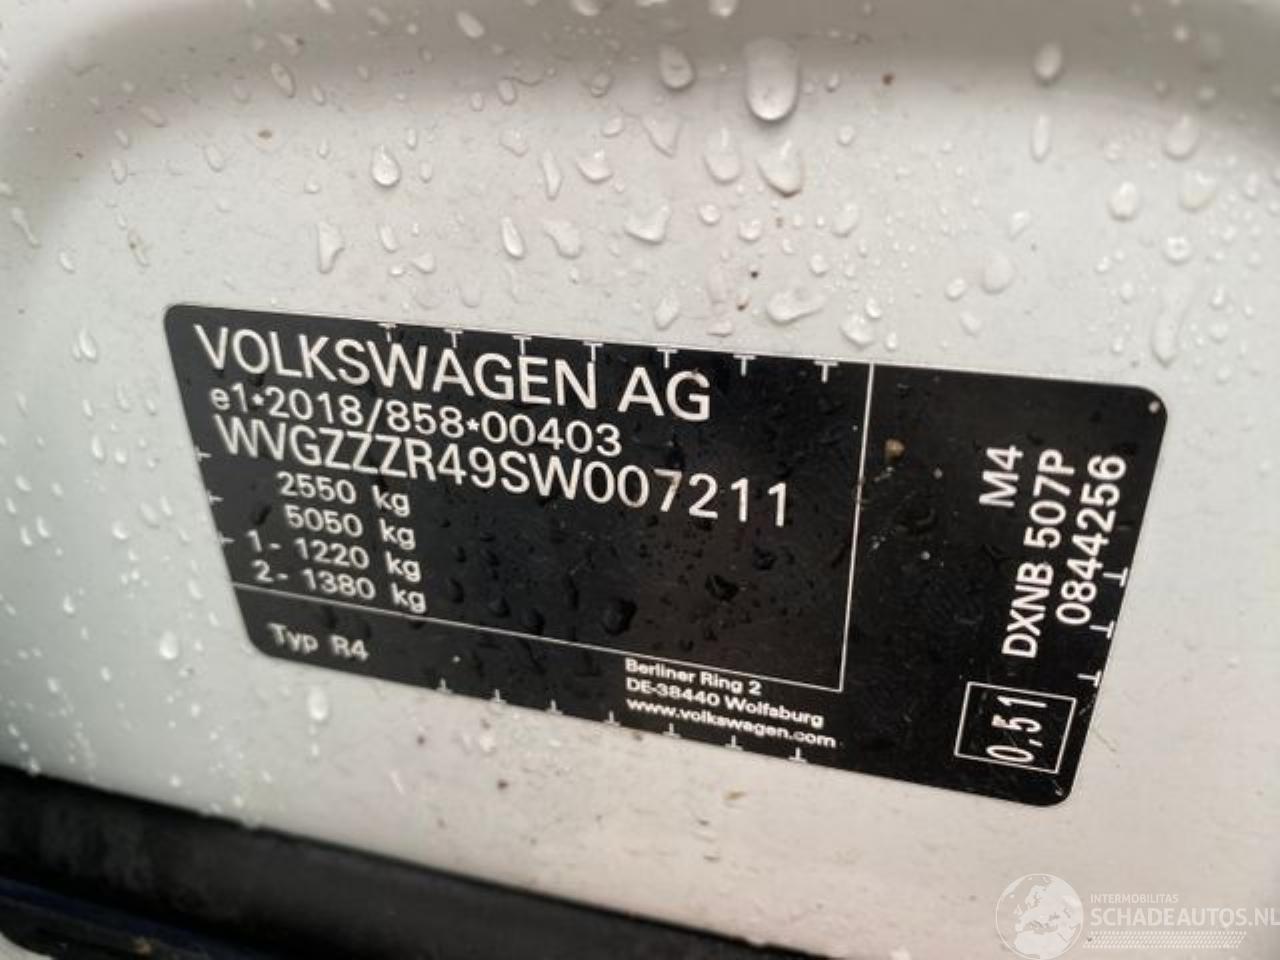 VOLKSWAGEN AG
e1*2018/858*00403
WVGZZZR49SW007211
2550 kg
5050 kg
1- 1220 kg
2- 1380 kg
Typ R4
Berliner Ring 2
DE-38440 Wolfsburg
www.volkswagen.com
M4
DXNB 507P
0844256
0,51
INTERMOBILITAS
SCHADEAUTOS.NL